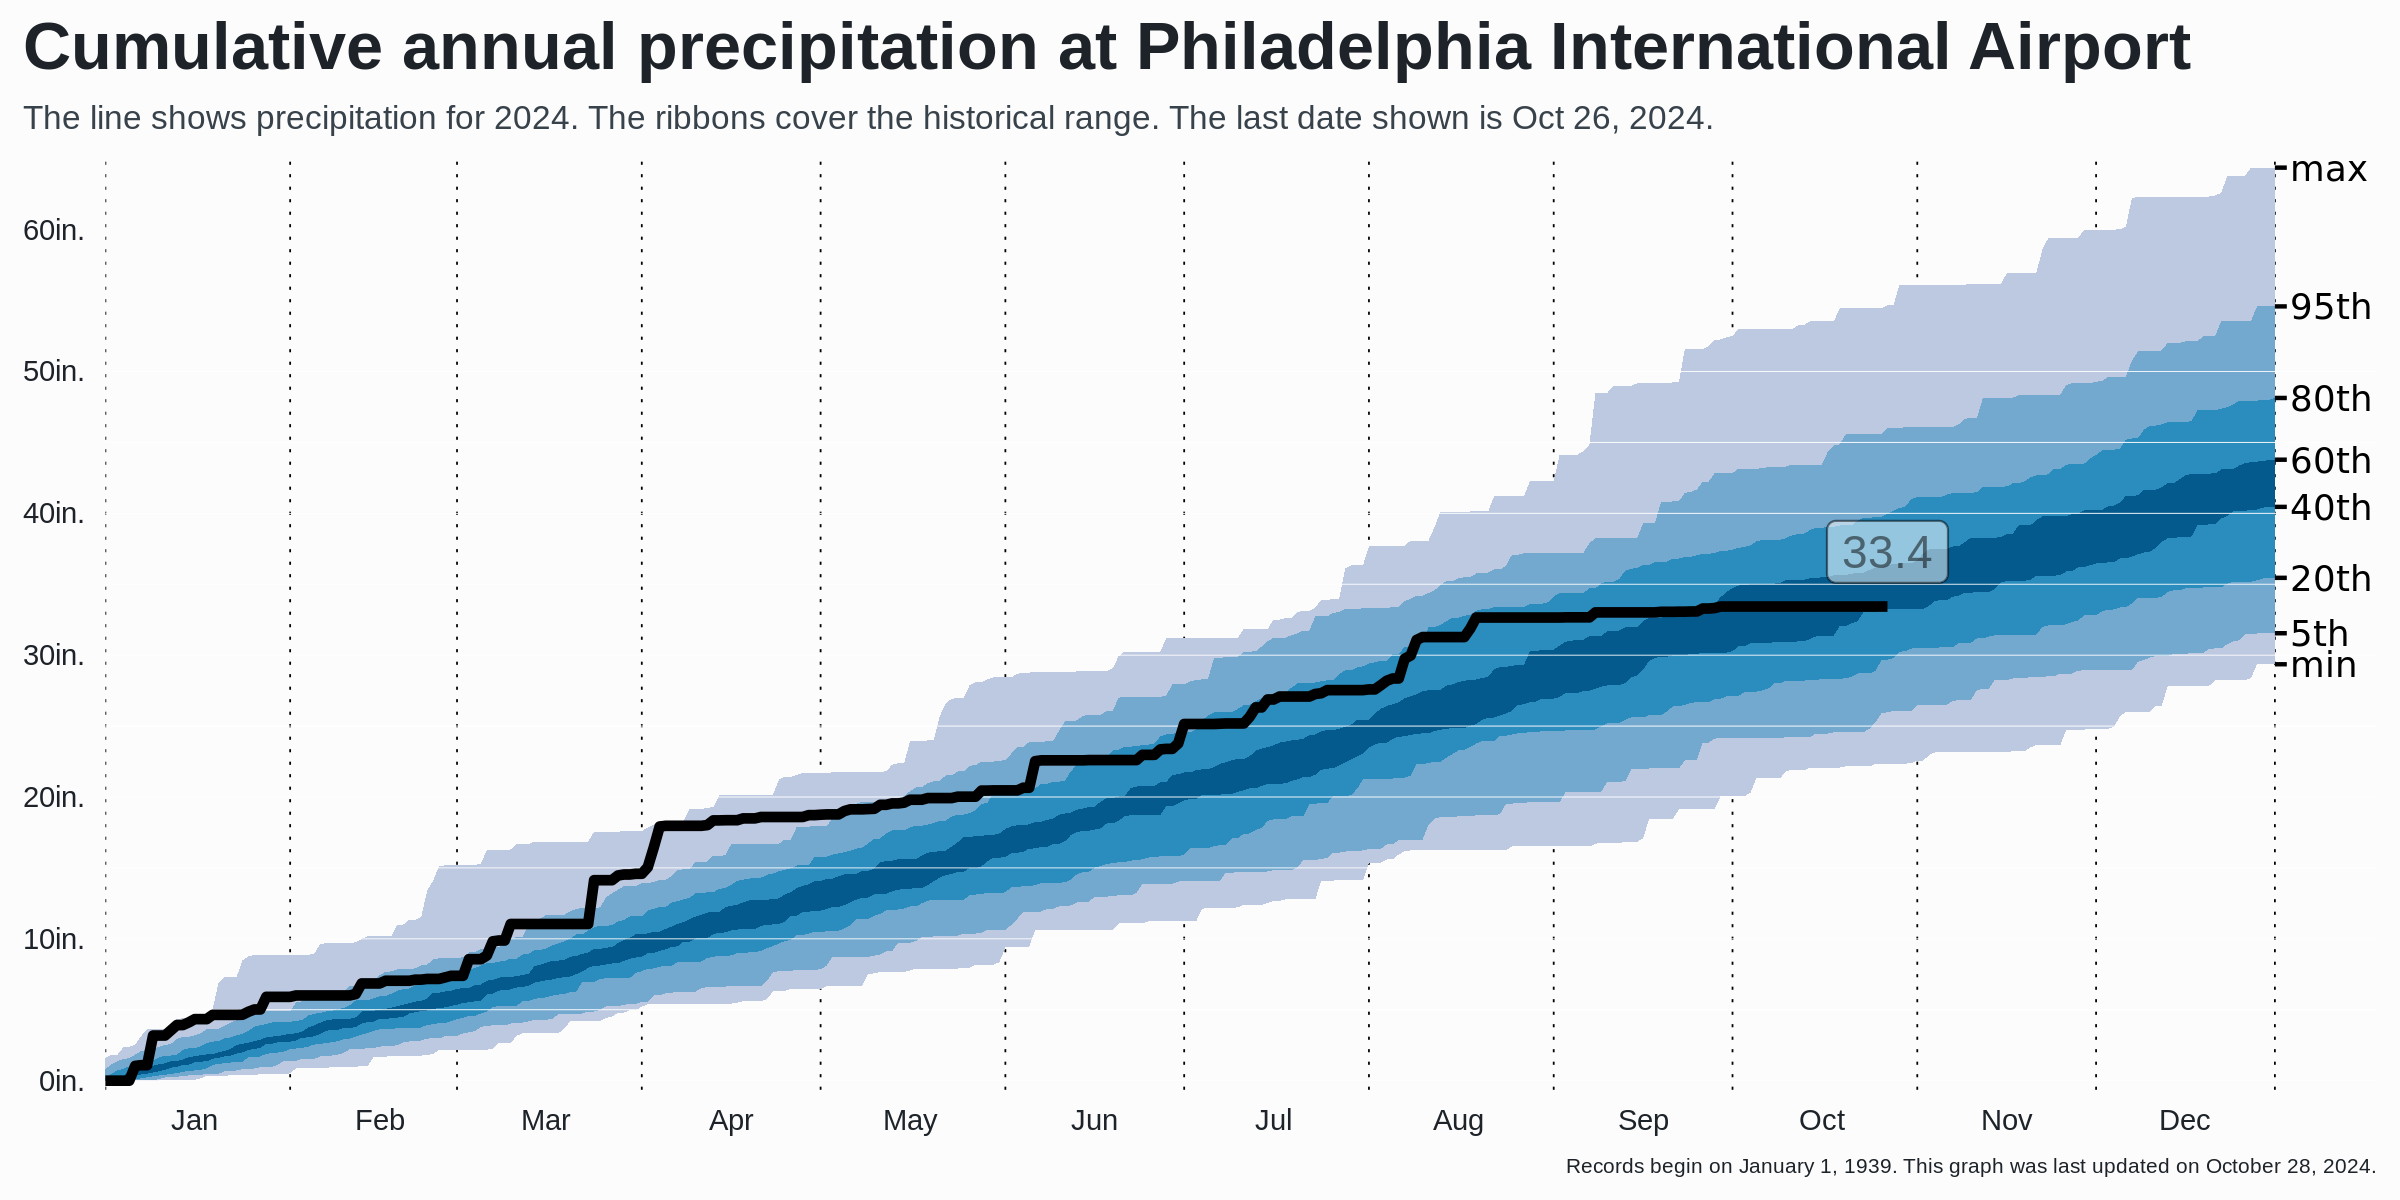 Cumulative annual precipitation at Philadelphia International Airport
The line shows precipitation for 2024. The ribbons cover the historical range. The last date shown is Oct 26, 2024.
max
60in.
95th
50in.
80th
60th
40th
40in.
33.4
20th
5th
30in.
min
20in.
10in.
0in.
Jan Feb Mar Apr May Jun Jul Aug Sep Oct Nov Dec
Records begin on January 1, 1939. This graph was last updated on October 28, 2024.